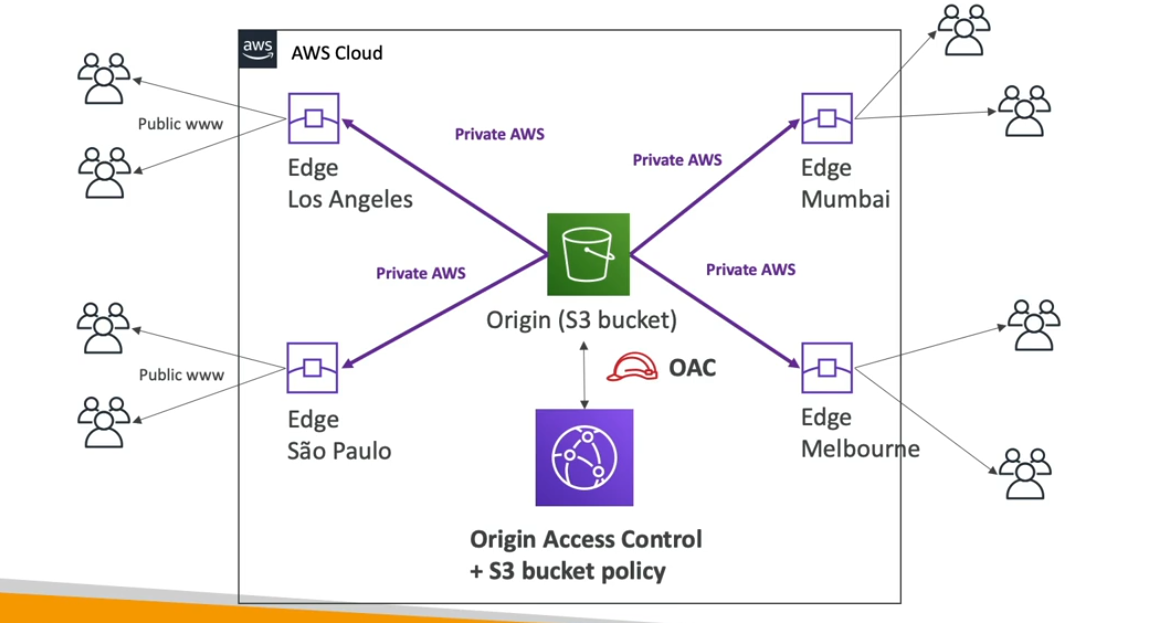 aws
AWS Cloud
Public www
Edge
Los Angeles
Private AWS
Private AWS
Edge
Mumbai
Private AWS
Private AWS
Origin (S3 bucket)
OAC
Public www
Edge
São Paulo
Edge
Melbourne
Origin Access Control
+ S3 bucket policy